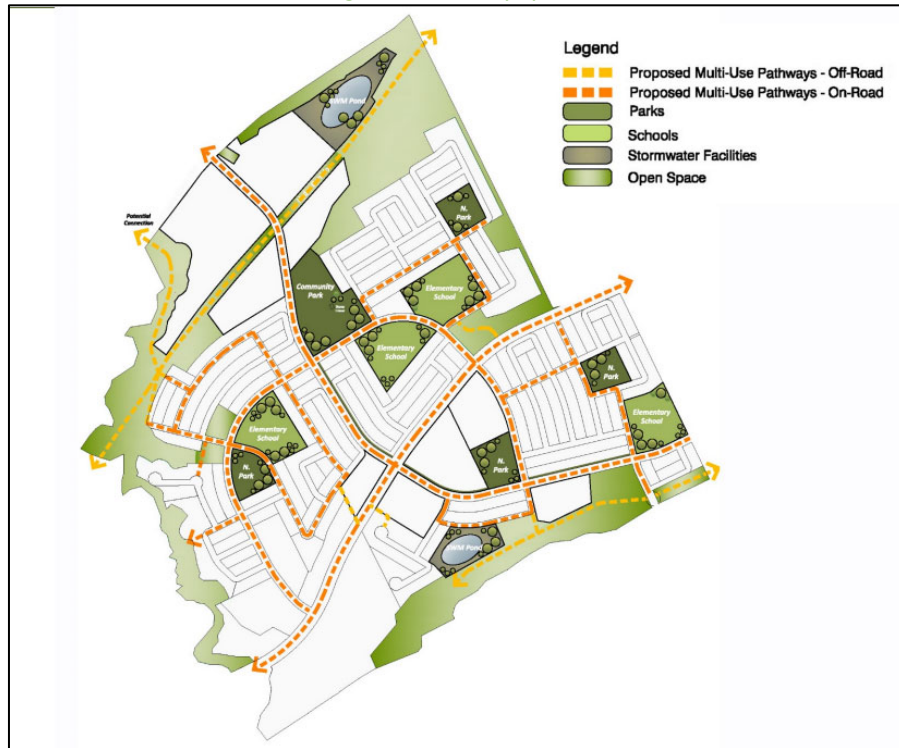 Legend
Proposed Multi-Use Pathways - Off-Road
Proposed Multi-Use Pathways - On-Road
Parks
Schools
Stormwater Facilities
Open Space
SWM Pond
Potential
Connection
N.
Park
Community
Park
Elementary
School
Elementary
School
N.
Park
Elementary
School
Elementary
School
N.
Park
N.
Park
SWM Pond